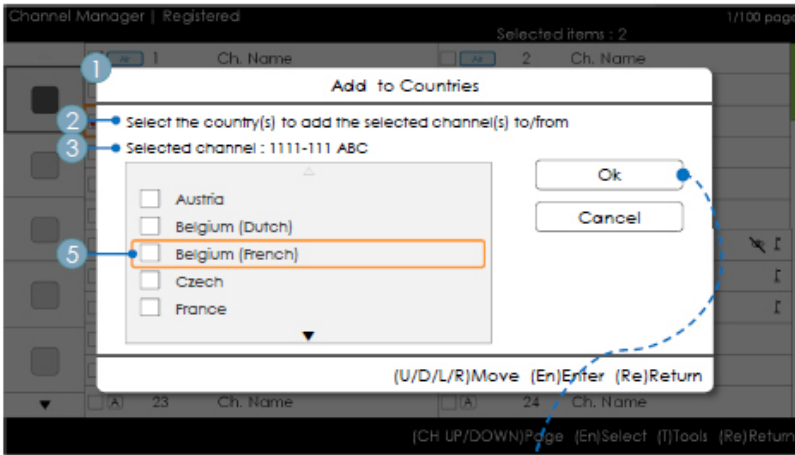 Channel Manager | Registered
1/100 page
Selected items : 2
Air 1 Ch. Name
Air 2 Ch. Name
1
Add to Countries
2 Select the country(s) to add the selected channel(s) to/from
3 Selected channel : 1111-111 ABC
Ok
Cancel
Austria
Belgium (Dutch)
5 Belgium (French)
Czech
France
(U/D/L/R)Move (En)Enter (Re)Return
A 23 Ch. Name
A 24 Ch. Name
(CH UP/DOWN)Page (En)Select (T)Tools (Re)Return